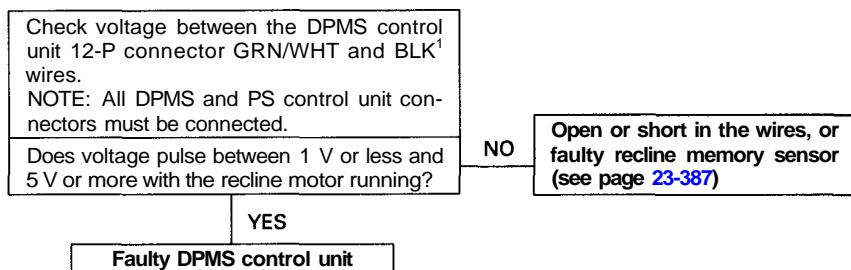 Check voltage between the DPMS control
unit 12-P connector GRN/WHT and BLK¹
wires.
NOTE: All DPMS and PS control unit con-
nectors must be connected.
Does voltage pulse between 1 V or less and
5 V or more with the recline motor running?
NO
Open or short in the wires, or
faulty recline memory sensor
(see page 23-387)
YES
Faulty DPMS control unit